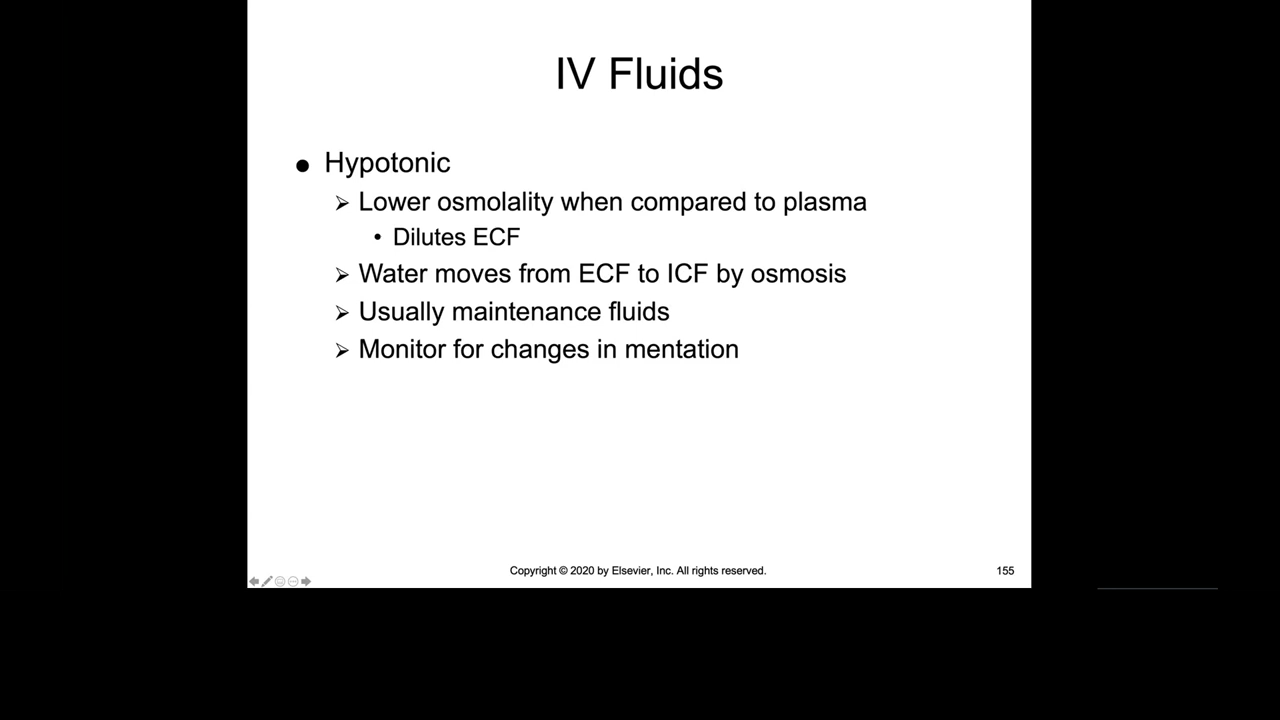 IV Fluids
● Hypotonic
➢ Lower osmolality when compared to plasma
• Dilutes ECF
➢ Water moves from ECF to ICF by osmosis
➢ Usually maintenance fluids
➢ Monitor for changes in mentation
Copyright © 2020 by Elsevier, Inc. All rights reserved.
155